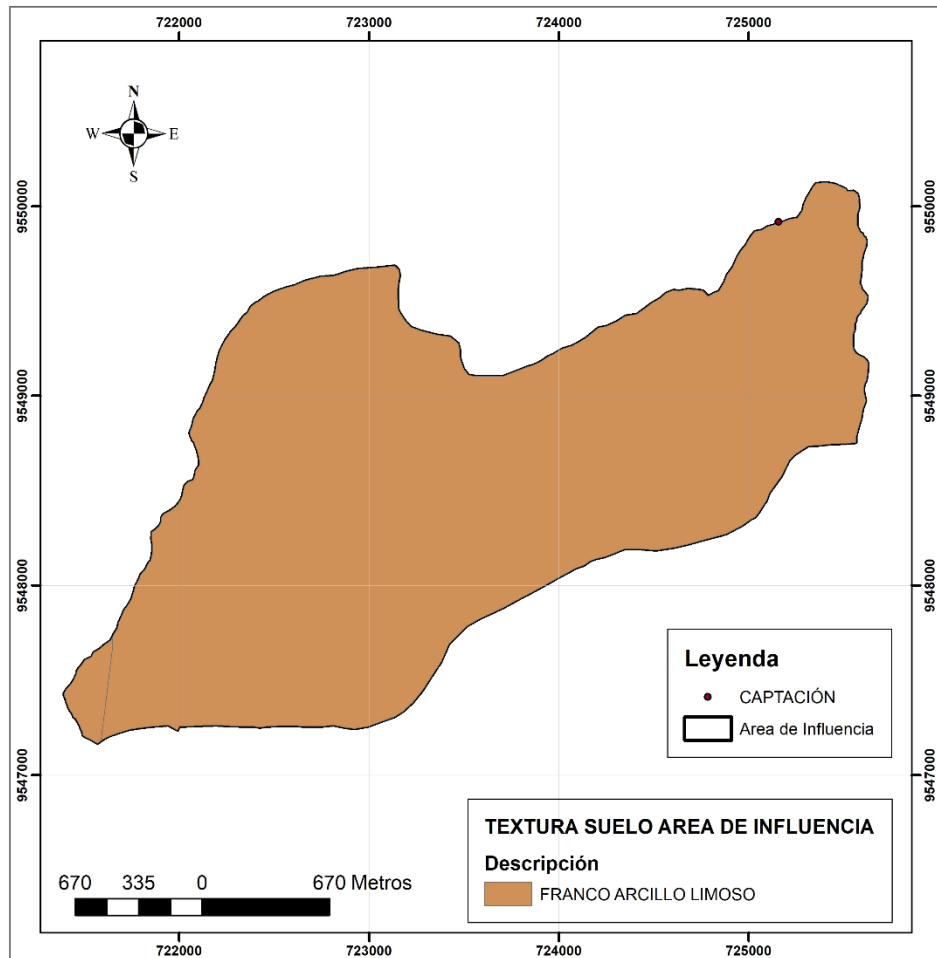 722000 723000 724000 725000
N
W E
S
9550000 9550000
9549000 9549000
9548000 9548000
9547000 9547000
Leyenda
CAPTACIÓN
Area de Influencia
TEXTURA SUELO AREA DE INFLUENCIA
Descripción
FRANCO ARCILLO LIMOSO
670 335 0 670 Metros
722000 723000 724000 725000